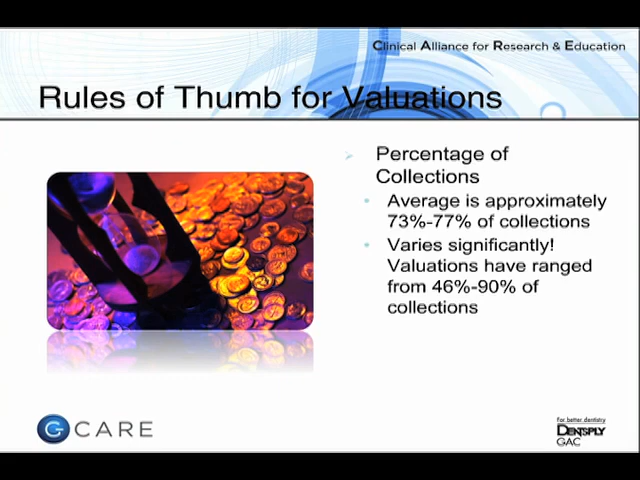 Clinical Alliance for Research & Education
Rules of Thumb for Valuations
Percentage of
Collections
Average is approximately
73%-77% of collections
Varies significantly!
Valuations have ranged
from 46%-90% of
collections
CARE
For better dentistry
DENTSPLY
GAC